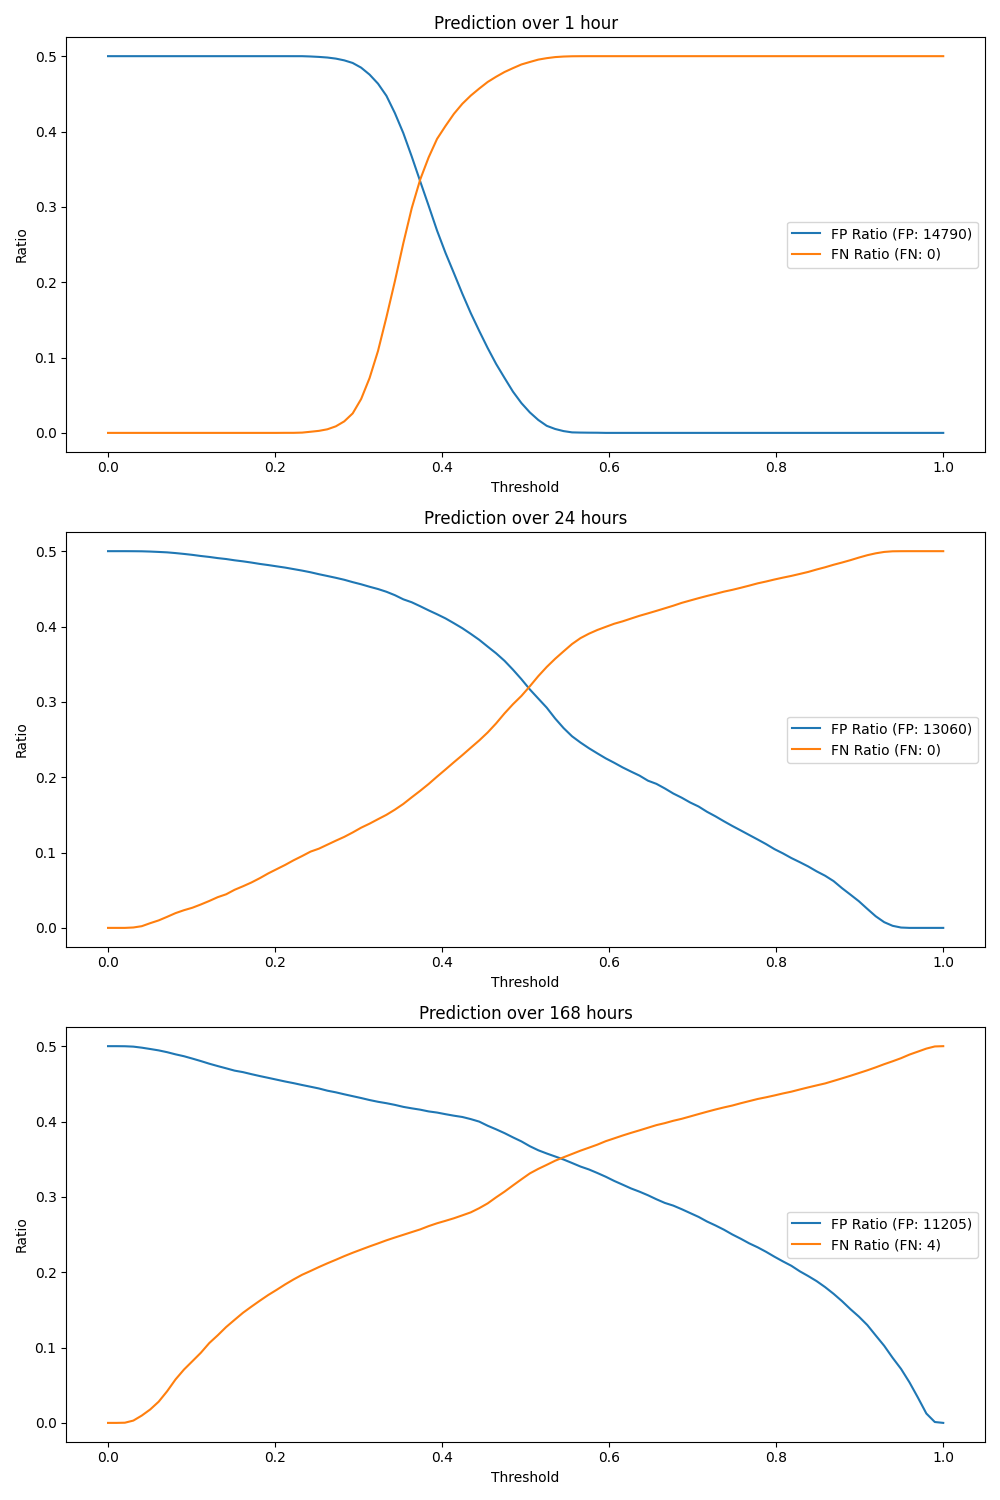 Prediction over 1 hour
0.5
0.4
0.3
0.2
0.1
0.0
Ratio
FP Ratio (FP: 14790)
FN Ratio (FN: 0)
0.0 0.2 0.4 0.6 0.8 1.0
Threshold
Prediction over 24 hours
0.5
0.4
0.3
0.2
0.1
0.0
Ratio
FP Ratio (FP: 13060)
FN Ratio (FN: 0)
0.0 0.2 0.4 0.6 0.8 1.0
Threshold
Prediction over 168 hours
0.5
0.4
0.3
0.2
0.1
0.0
Ratio
FP Ratio (FP: 11205)
FN Ratio (FN: 4)
0.0 0.2 0.4 0.6 0.8 1.0
Threshold